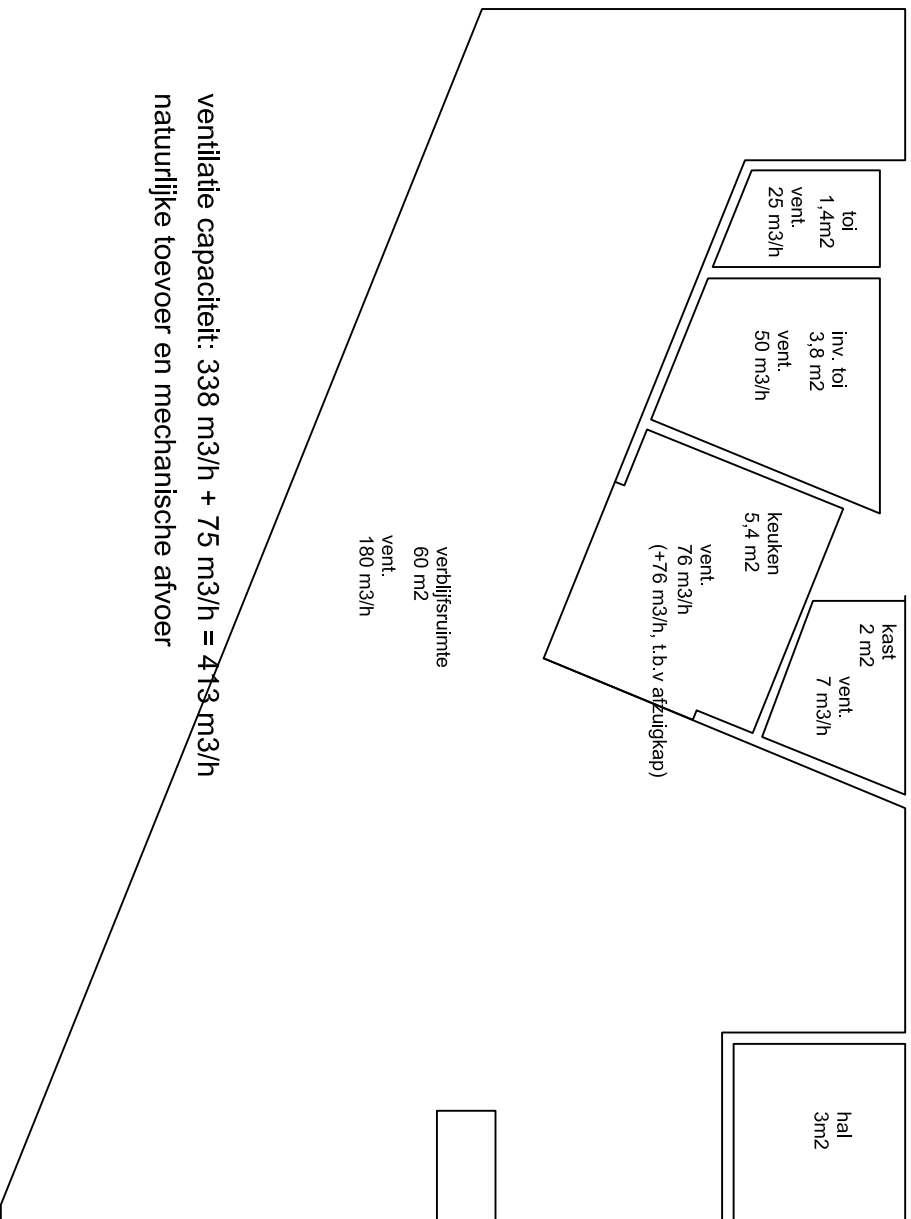 toi
1,4m2
vent.
25 m3/h
inv. toi
3,8 m2
vent.
50 m3/h
keuken
5,4 m2
vent.
76 m3/h
(+76 m3/h, t.b.v afzuigkap)
kast
2 m2
vent.
7 m3/h
verblijfsruimte
60 m2
vent.
180 m3/h
hal
3m2
ventilatie capaciteit: 338 m3/h + 75 m3/h = 413 m3/h
natuurlijke toevoer en mechanische afvoer